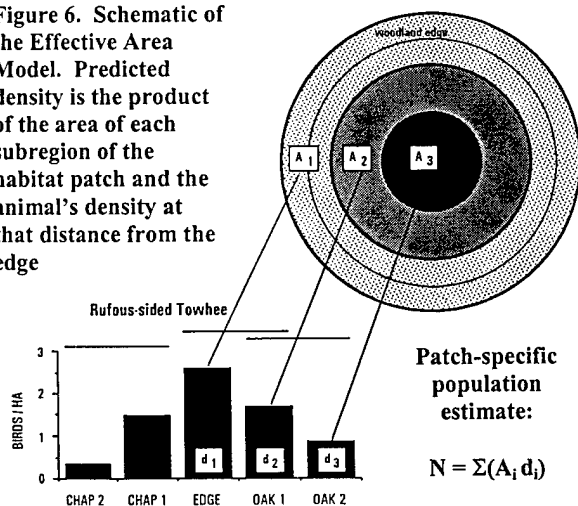 Figure 6. Schematic of
the Effective Area
Model. Predicted
density is the product
of the area of each
subregion of the
habitat patch and the
animal's density at
that distance from the
edge
woodland edge
A1
A2
A3
Rufous-sided Towhee
BIRDS / HA
3
2
1
0
d1
d2
d3
CHAP 2
CHAP 1
EDGE
OAK 1
OAK 2
Patch-specific
population
estimate:
N = Σ(Ai di)